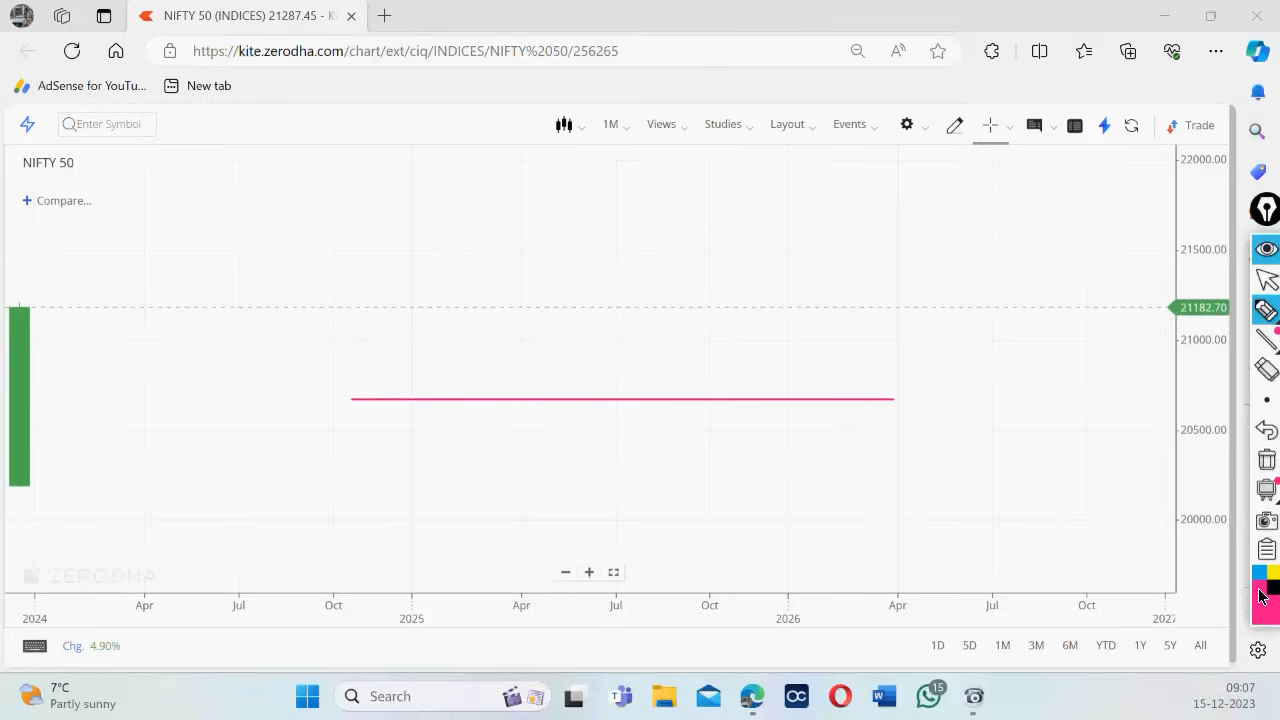 NIFTY 50 (INDICES) 21287.45 - K
https://kite.zerodha.com/chart/ext/ciq/INDICES/NIFTY%2050/256265
AdSense for YouTu... New tab
Enter Symbol 1M Views Studies Layout Events Trade
NIFTY 50
+ Compare...
22000.00
21500.00
21182.70
21000.00
20500.00
20000.00
ZERODHA
Apr Jul Oct Apr Jul Oct Apr Jul Oct
2024 2025 2026 2027
Chg. 4.90% 1D 5D 1M 3M 6M YTD 1Y 5Y All
7°C
Partly sunny
Search
OC
15
09:07
15-12-2023